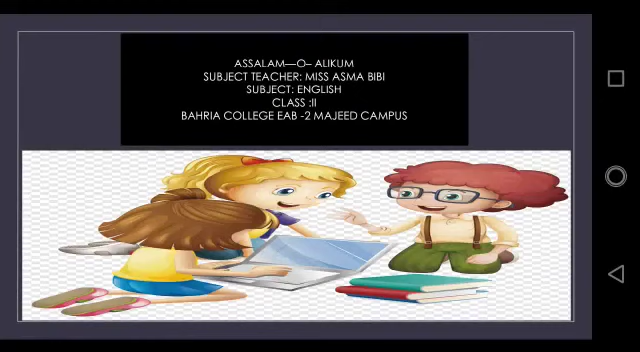 ASSALAM—O– ALIKUM
SUBJECT TEACHER: MISS ASMA BIBI
SUBJECT: ENGLISH
CLASS :II
BAHRIA COLLEGE EAB -2 MAJEED CAMPUS